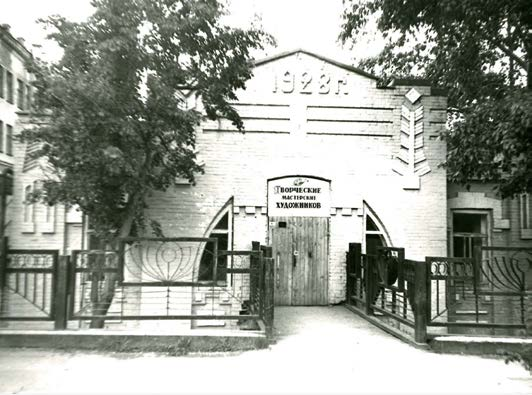 1928г.
Творческие
мастерские
художников